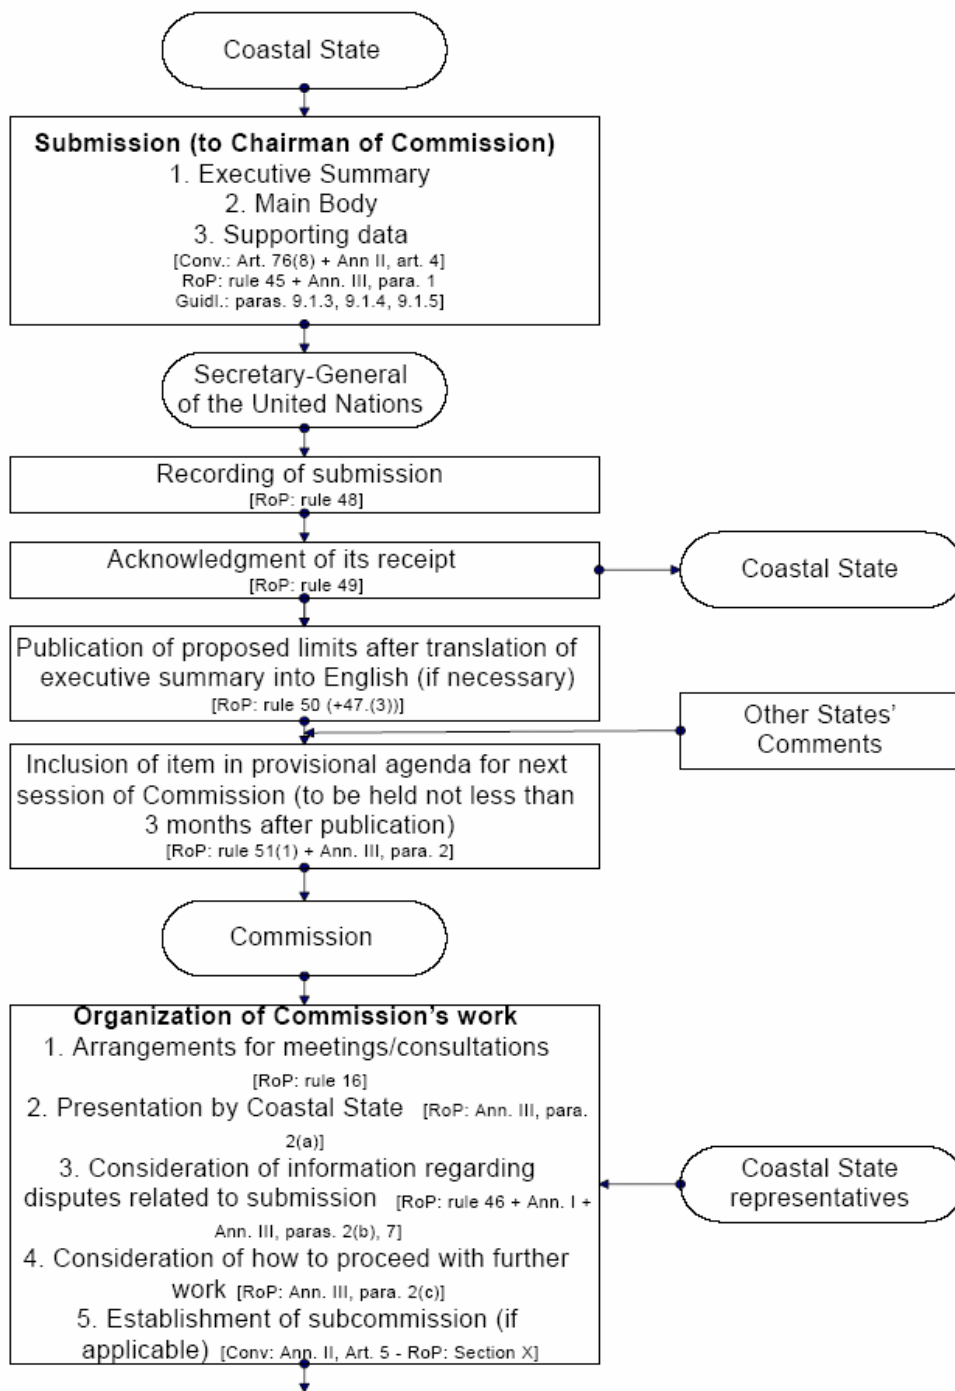 Coastal State
Submission (to Chairman of Commission)
1. Executive Summary
2. Main Body
3. Supporting data
[Conv.: Art. 76(8) + Ann II, art. 4]
RoP: rule 45 + Ann. III, para. 1
Guidl.: paras. 9.1.3, 9.1.4, 9.1.5]
Secretary-General
of the United Nations
Recording of submission
[RoP: rule 48]
Acknowledgment of its receipt
[RoP: rule 49]
Coastal State
Publication of proposed limits after translation of
executive summary into English (if necessary)
[RoP: rule 50 (+47.(3))]
Other States'
Comments
Inclusion of item in provisional agenda for next
session of Commission (to be held not less than
3 months after publication)
[RoP: rule 51(1) + Ann. III, para. 2]
Commission
Organization of Commission's work
1. Arrangements for meetings/consultations
[RoP: rule 16]
2. Presentation by Coastal State [RoP: Ann. III, para.
2(a)]
3. Consideration of information regarding
disputes related to submission [RoP: rule 46 + Ann. I +
Ann. III, paras. 2(b), 7]
4. Consideration of how to proceed with further
work [RoP: Ann. III, para. 2(c)]
5. Establishment of subcommission (if
applicable) [Conv: Ann. II, Art. 5 - RoP: Section X]
Coastal State
representatives